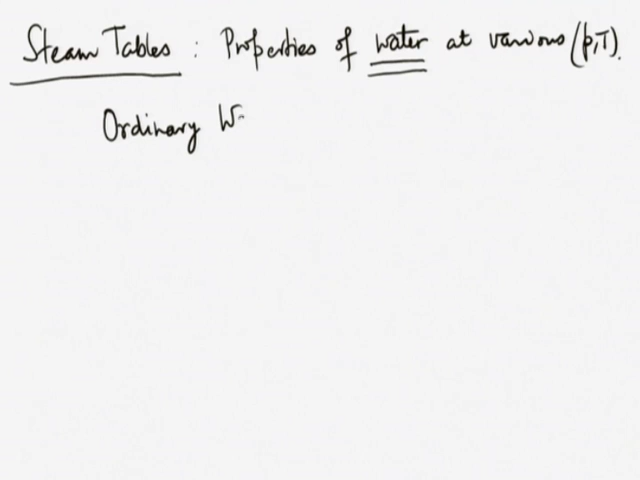 Steam Tables : Properties of water at various (p,T).
Ordinary W